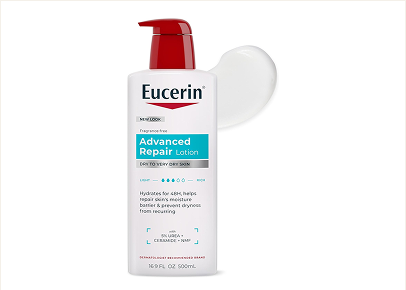 Eucerin®
NEW LOOK
Fragrance free
Advanced
Repair Lotion
DRY TO VERY DRY SKIN
LIGHT
RICH
Hydrates for 48H, helps
repair skin's moisture
barrier & prevent dryness
from recurring
with
5% UREA +
CERAMIDE + NMF
DERMATOLOGIST RECOMMENDED BRAND
16.9 FL. OZ. 500mL